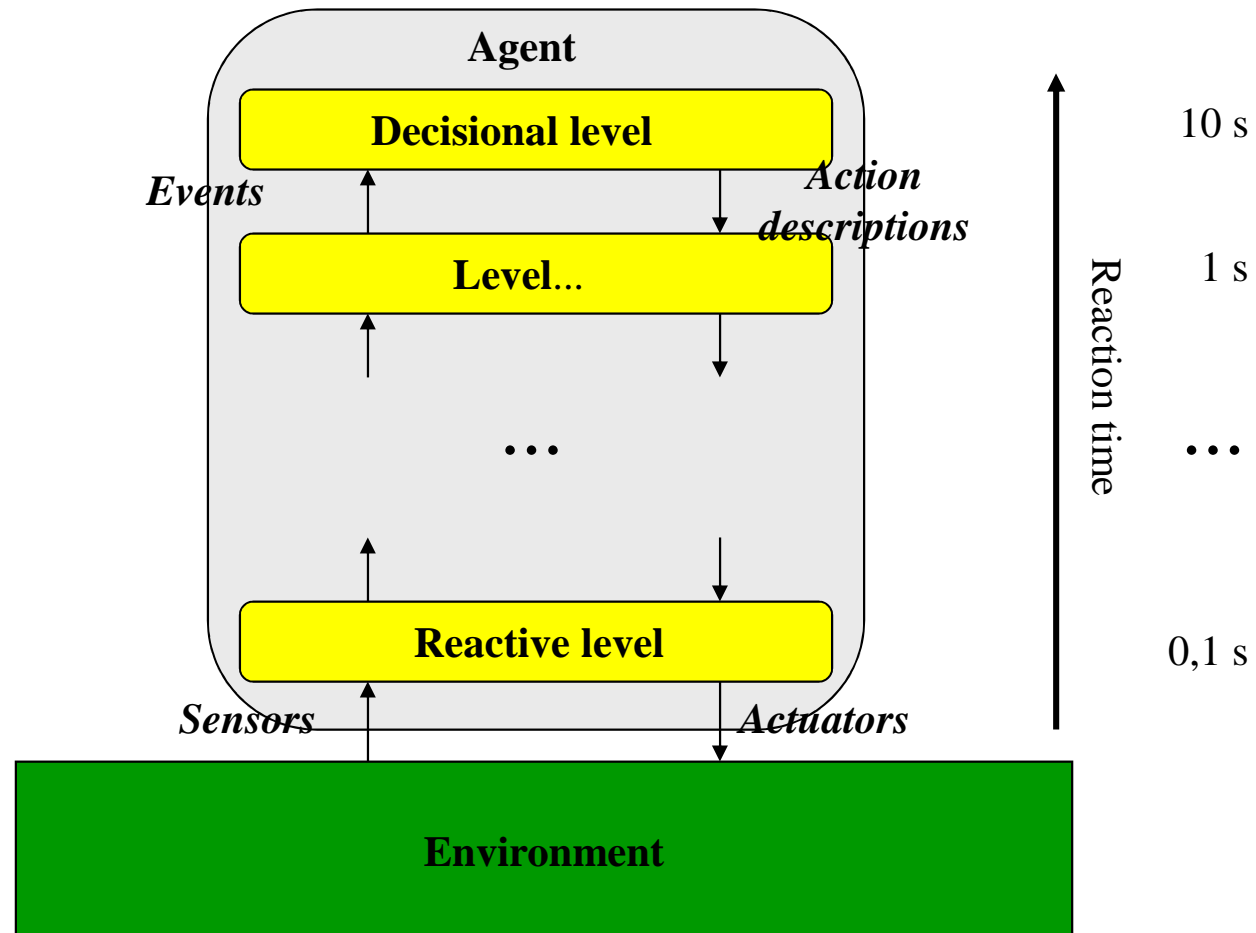 Agent
Decisional level
10 s
Events
Action
descriptions
Level...
1 s
Reaction time
...
...
Reactive level
0,1 s
Sensors
Actuators
Environment